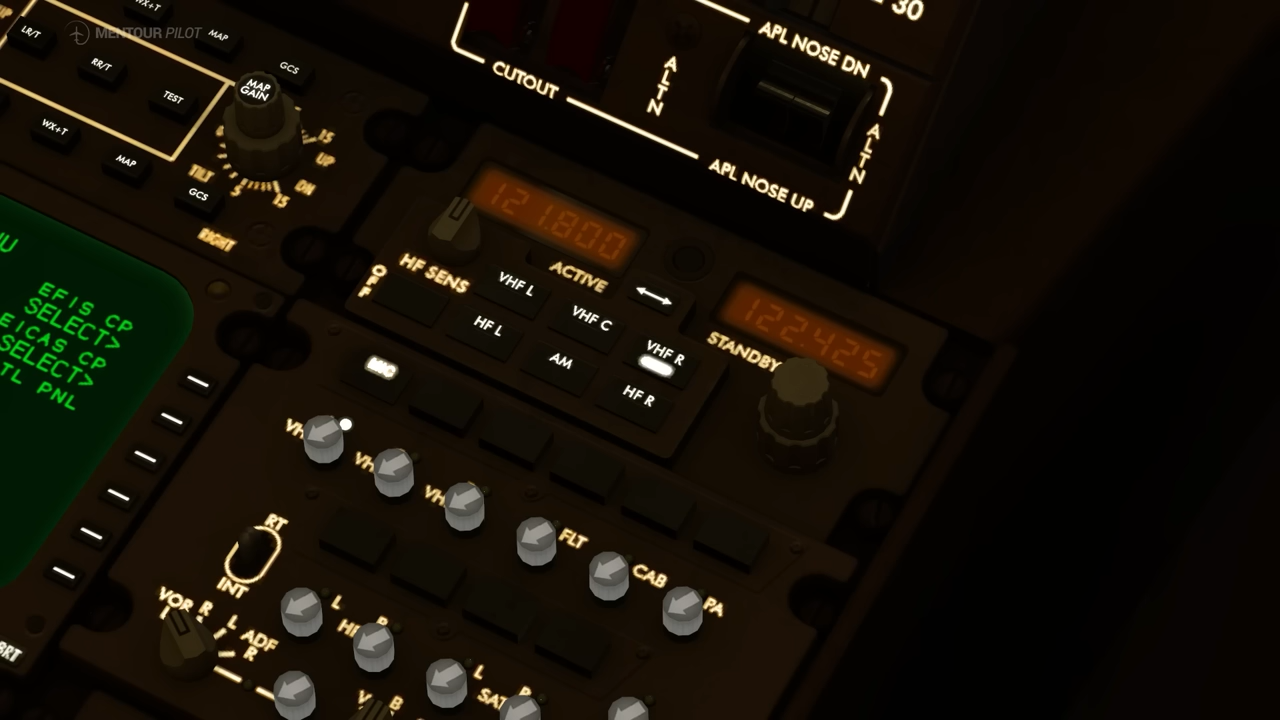 MENTOUR PILOT
WX+T
LR/T
MAP
RR/T
GCS
TEST
MAP
GAIN
WX+T
MAP
15
UP
TILT
DN
5
15
GCS
RIGHT
30
APL NOSE DN
CUTOUT
ALTN
ALTN
APL NOSE UP
121.800
ACTIVE
HF SENS
OFF
VHF L
VHF C
VHF R
HF L
AM
HF R
122.425
STANDBY
EFIS CP
SELECT>
EICAS CP
SELECT>
TL PNL
MIC
FLT
CAB
PA
RT
INT
VOR
R
L
ADF
R
L
L
SAT
R
V
B
BRT